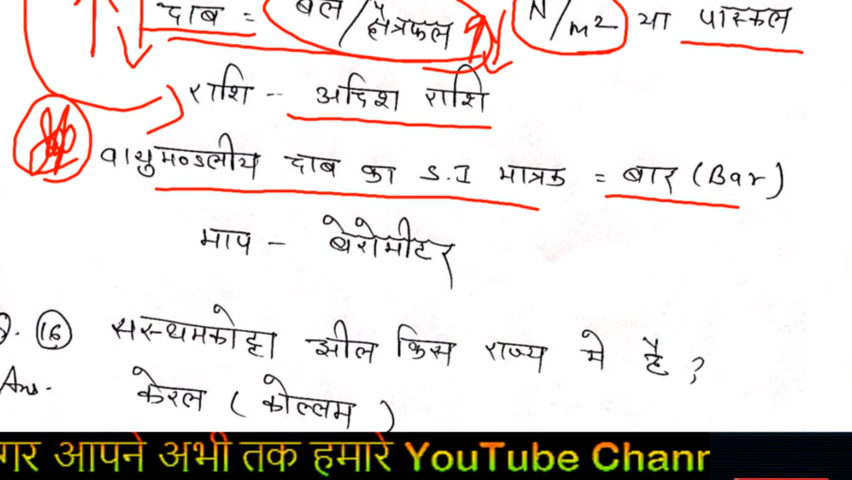 दाब = बल/क्षेत्रफल N/m2 या पास्कल
राशि - अदिश राशि
वायुमण्डलीय दाब का S.I मात्रक = बार (Bar)
माप - बेरोमीटर
Q. 16 सस्थमकोट्टा झील किस राज्य मे है?
Ans. केरल (कोल्लम)
गर आपने अभी तक हमारे YouTube Chanr